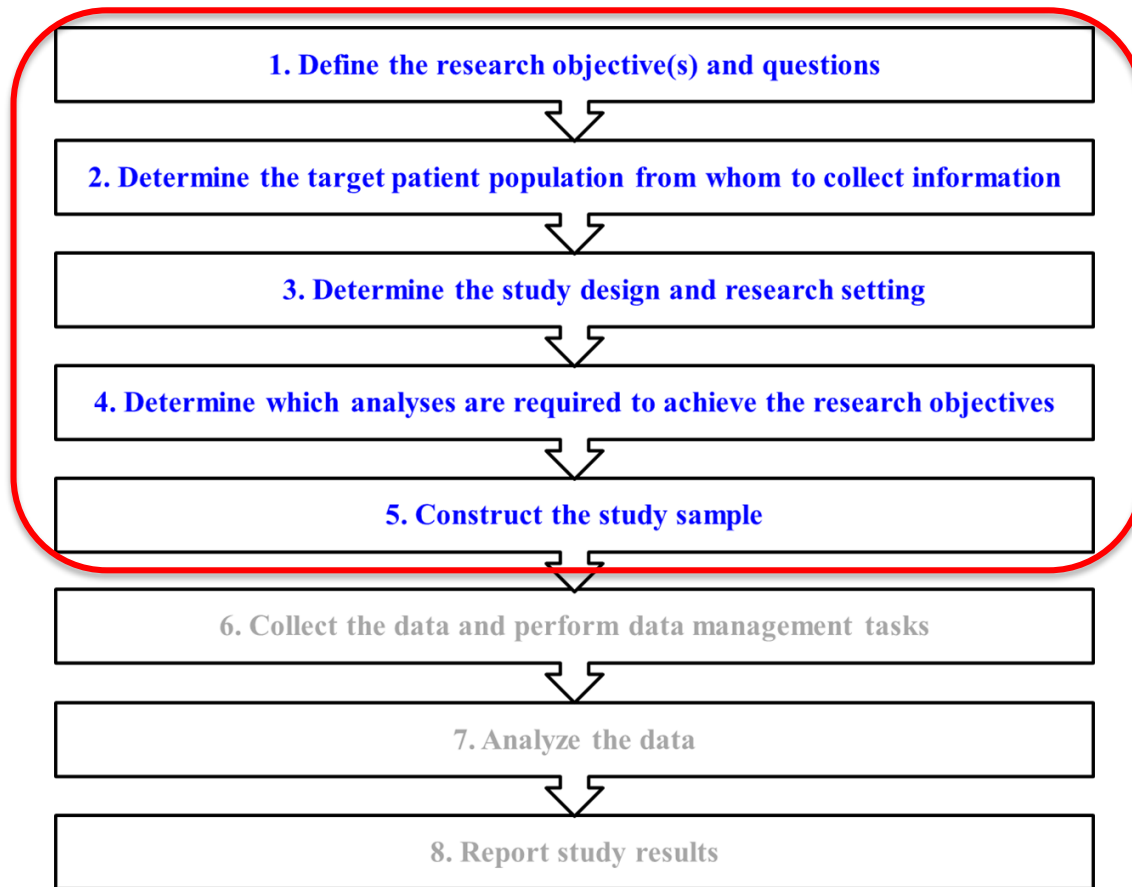 1. Define the research objective(s) and questions
2. Determine the target patient population from whom to collect information
3. Determine the study design and research setting
4. Determine which analyses are required to achieve the research objectives
5. Construct the study sample
6. Collect the data and perform data management tasks
7. Analyze the data
8. Report study results